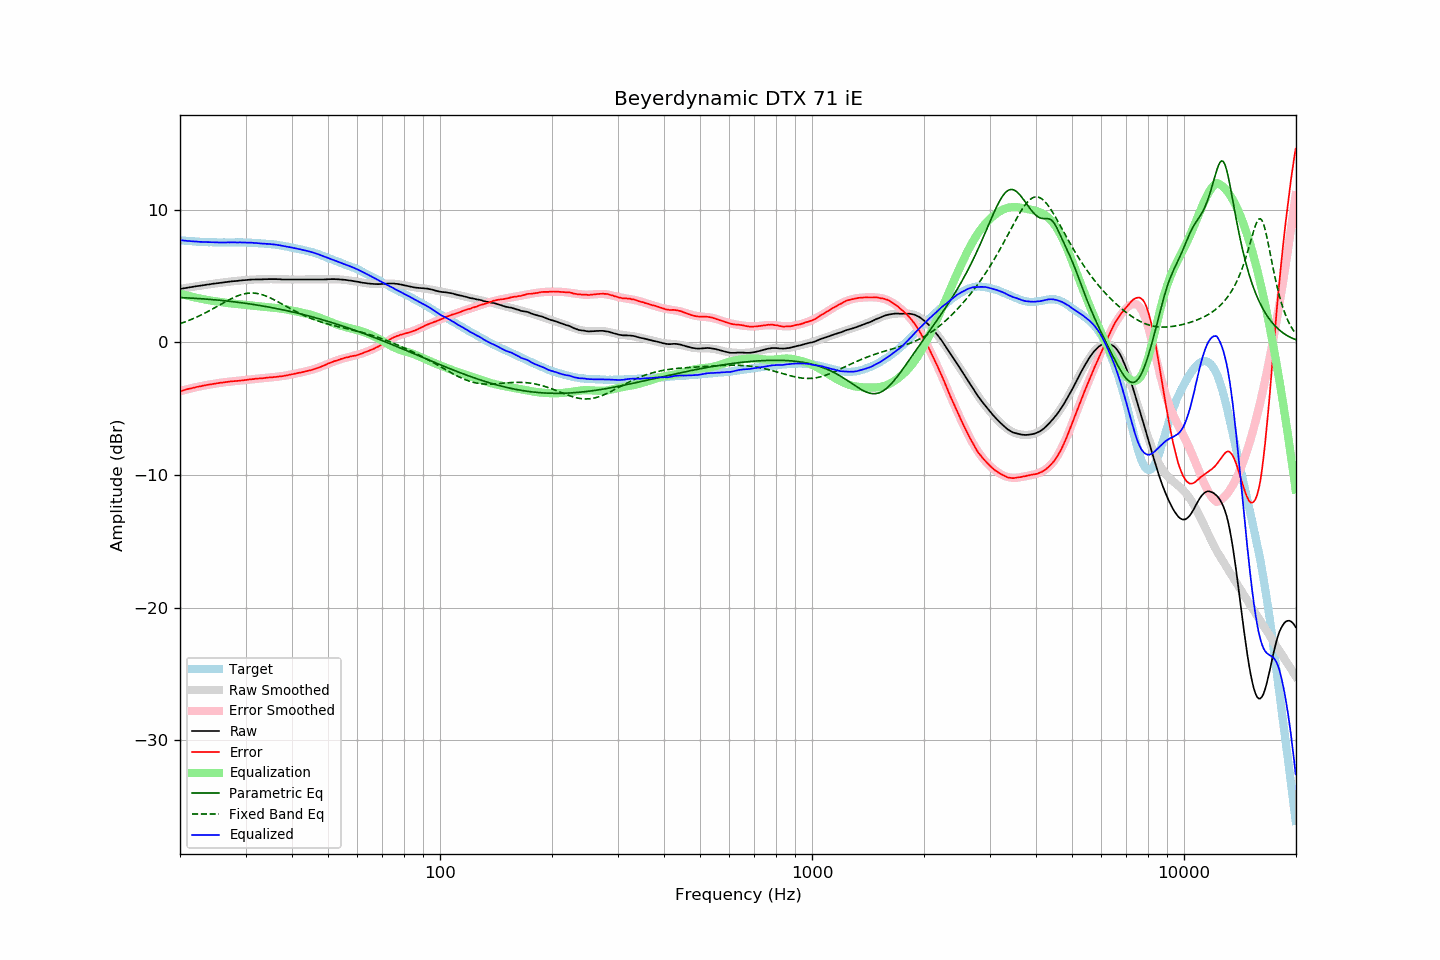 Beyerdynamic DTX 71 iE
Amplitude (dBr)
10
0
−10
−20
−30
Target
Raw Smoothed
Error Smoothed
Raw
Error
Equalization
Parametric Eq
Fixed Band Eq
Equalized
100
1000
10000
Frequency (Hz)